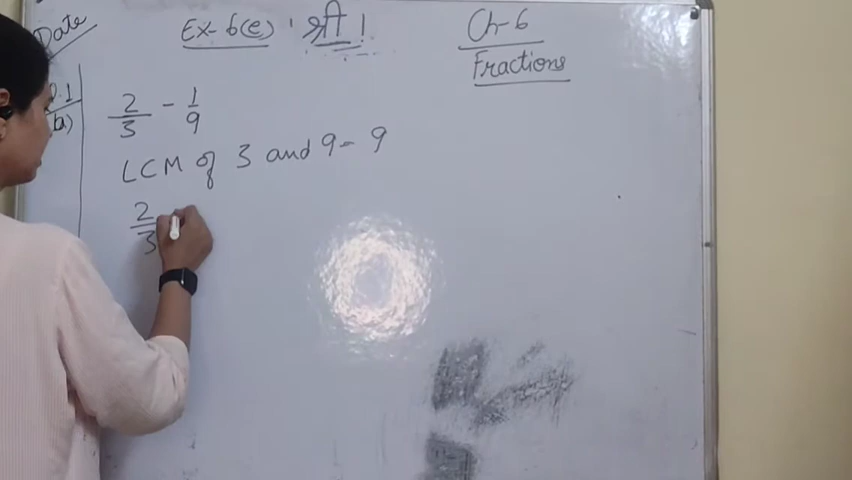 Date
Ex-6(e) श्री !
Ch-6
Fractions
Q.1
(a) 2/3 - 1/9
LCM of 3 and 9 = 9
2/3